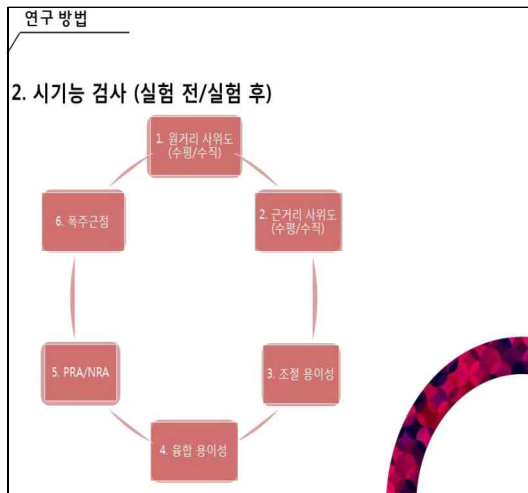 연구 방법
2. 시기능 검사 (실험 전/실험 후)
1. 원거리 사위도
(수평/수직)
2. 근거리 사위도
(수평/수직)
3. 조절 용이성
4. 융합 용이성
5. PRA/NRA
6. 폭주근점